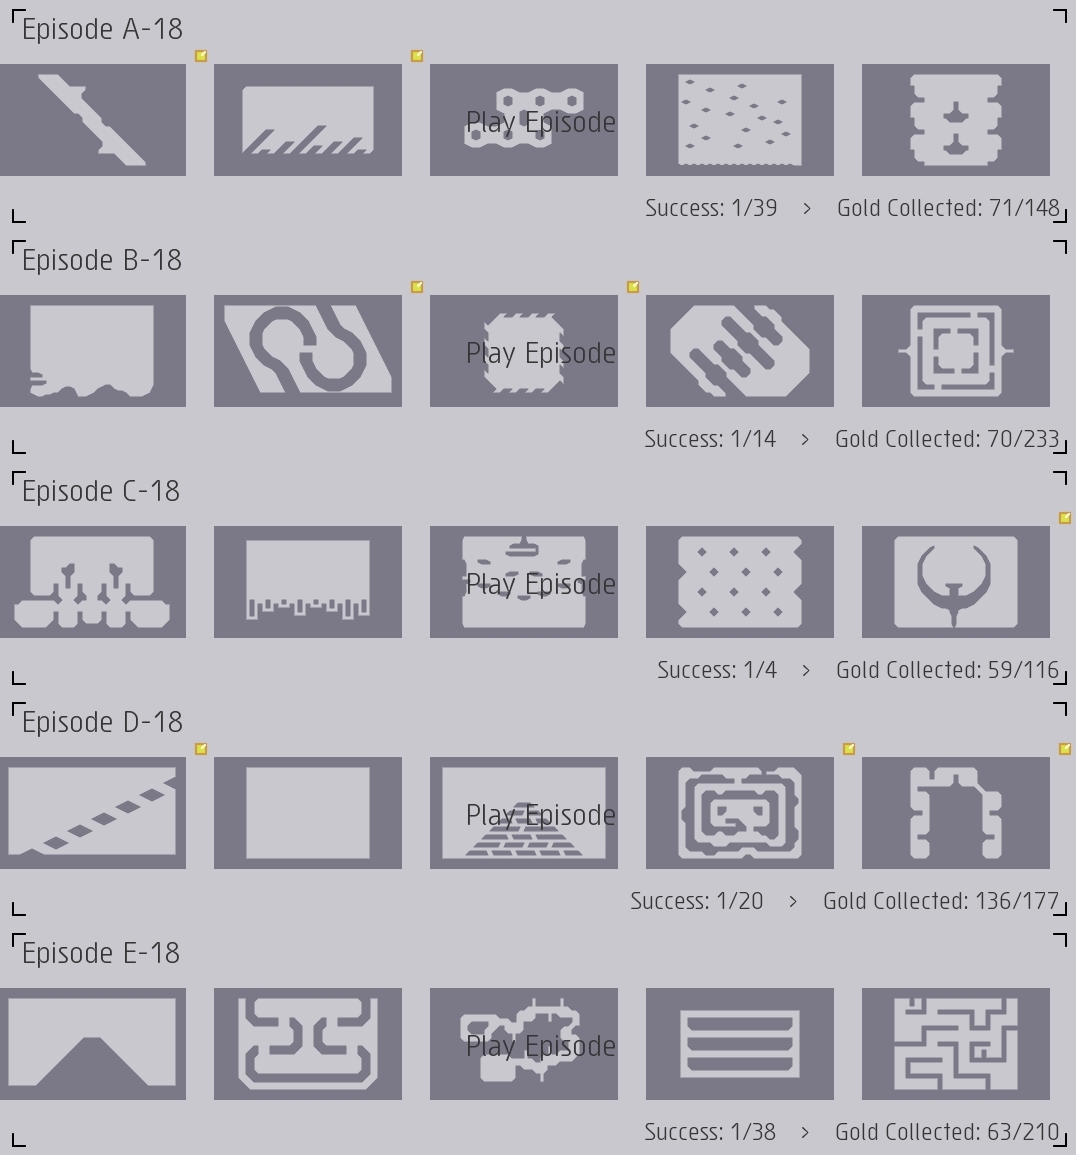 Episode A-18
Play Episode
Success: 1/39 > Gold Collected: 71/148
Episode B-18
Play Episode
Success: 1/14 > Gold Collected: 70/233
Episode C-18
Play Episode
Success: 1/4 > Gold Collected: 59/116
Episode D-18
Play Episode
Success: 1/20 > Gold Collected: 136/177
Episode E-18
Play Episode
Success: 1/38 > Gold Collected: 63/210